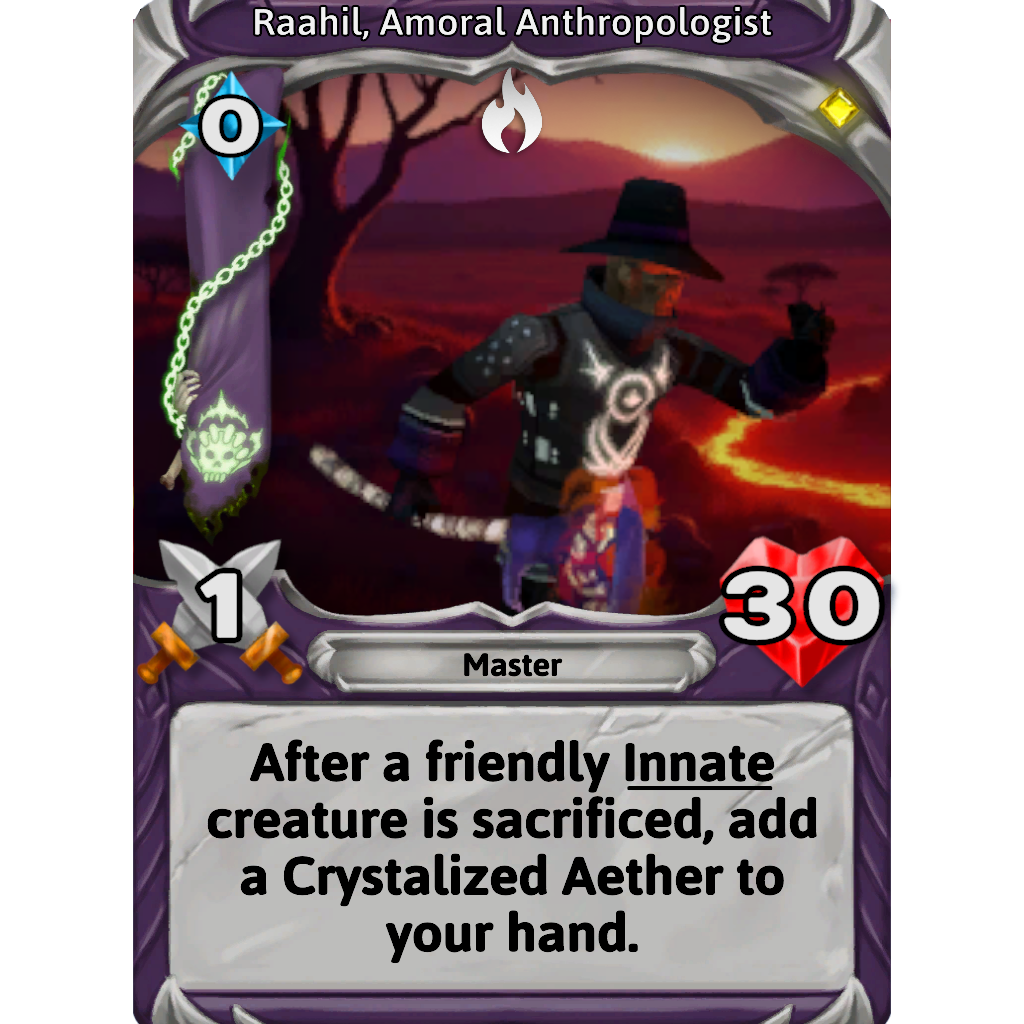 Raahil, Amoral Anthropologist
0
1
30
Master
After a friendly Innate
creature is sacrificed, add
a Crystalized Aether to
your hand.